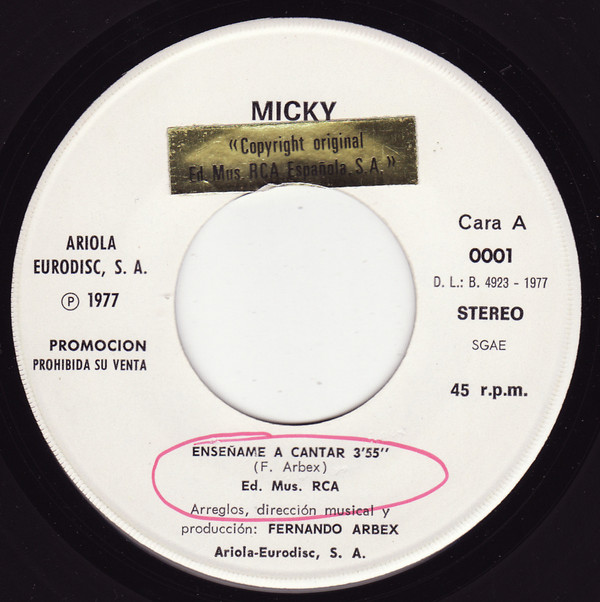 MICKY
«Copyright original
Ed. Mus. RCA Española, S. A.»
ARIOLA
EURODISC, S. A.
Ⓟ 1977
PROMOCION
PROHIBIDA SU VENTA
Cara A
0001
D. L.: B. 4923 - 1977
STEREO
SGAE
45 r.p.m.
ENSEÑAME A CANTAR 3'55''
(F. Arbex)
Ed. Mus. RCA
Arreglos, dirección musical y
producción: FERNANDO ARBEX
Ariola-Eurodisc, S. A.